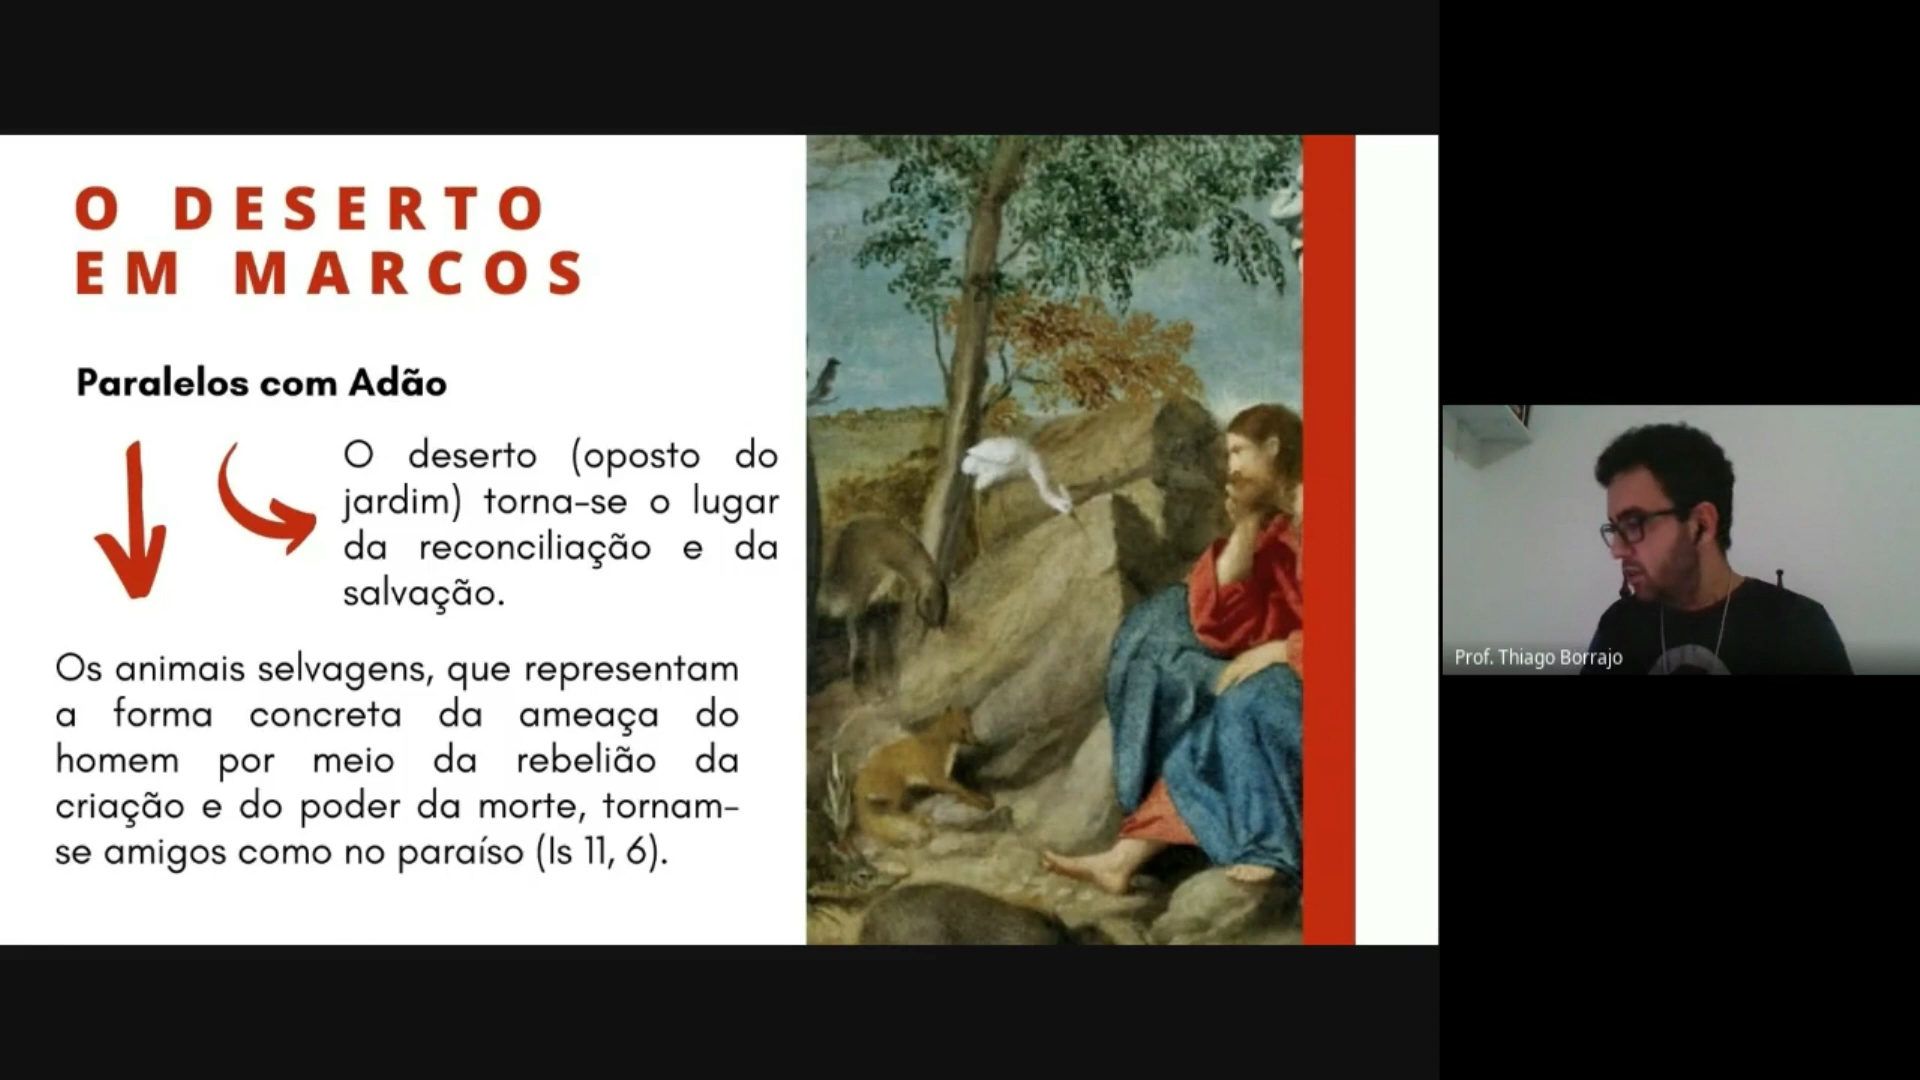 O DESERTO
EM MARCOS
Paralelos com Adão
O deserto (oposto do
jardim) torna-se o lugar
da reconciliação e da
salvação.
Os animais selvagens, que representam
a forma concreta da ameaça do
homem por meio da rebelião da
criação e do poder da morte, tornam-
se amigos como no paraíso (Is 11, 6).
Prof. Thiago Borrajo